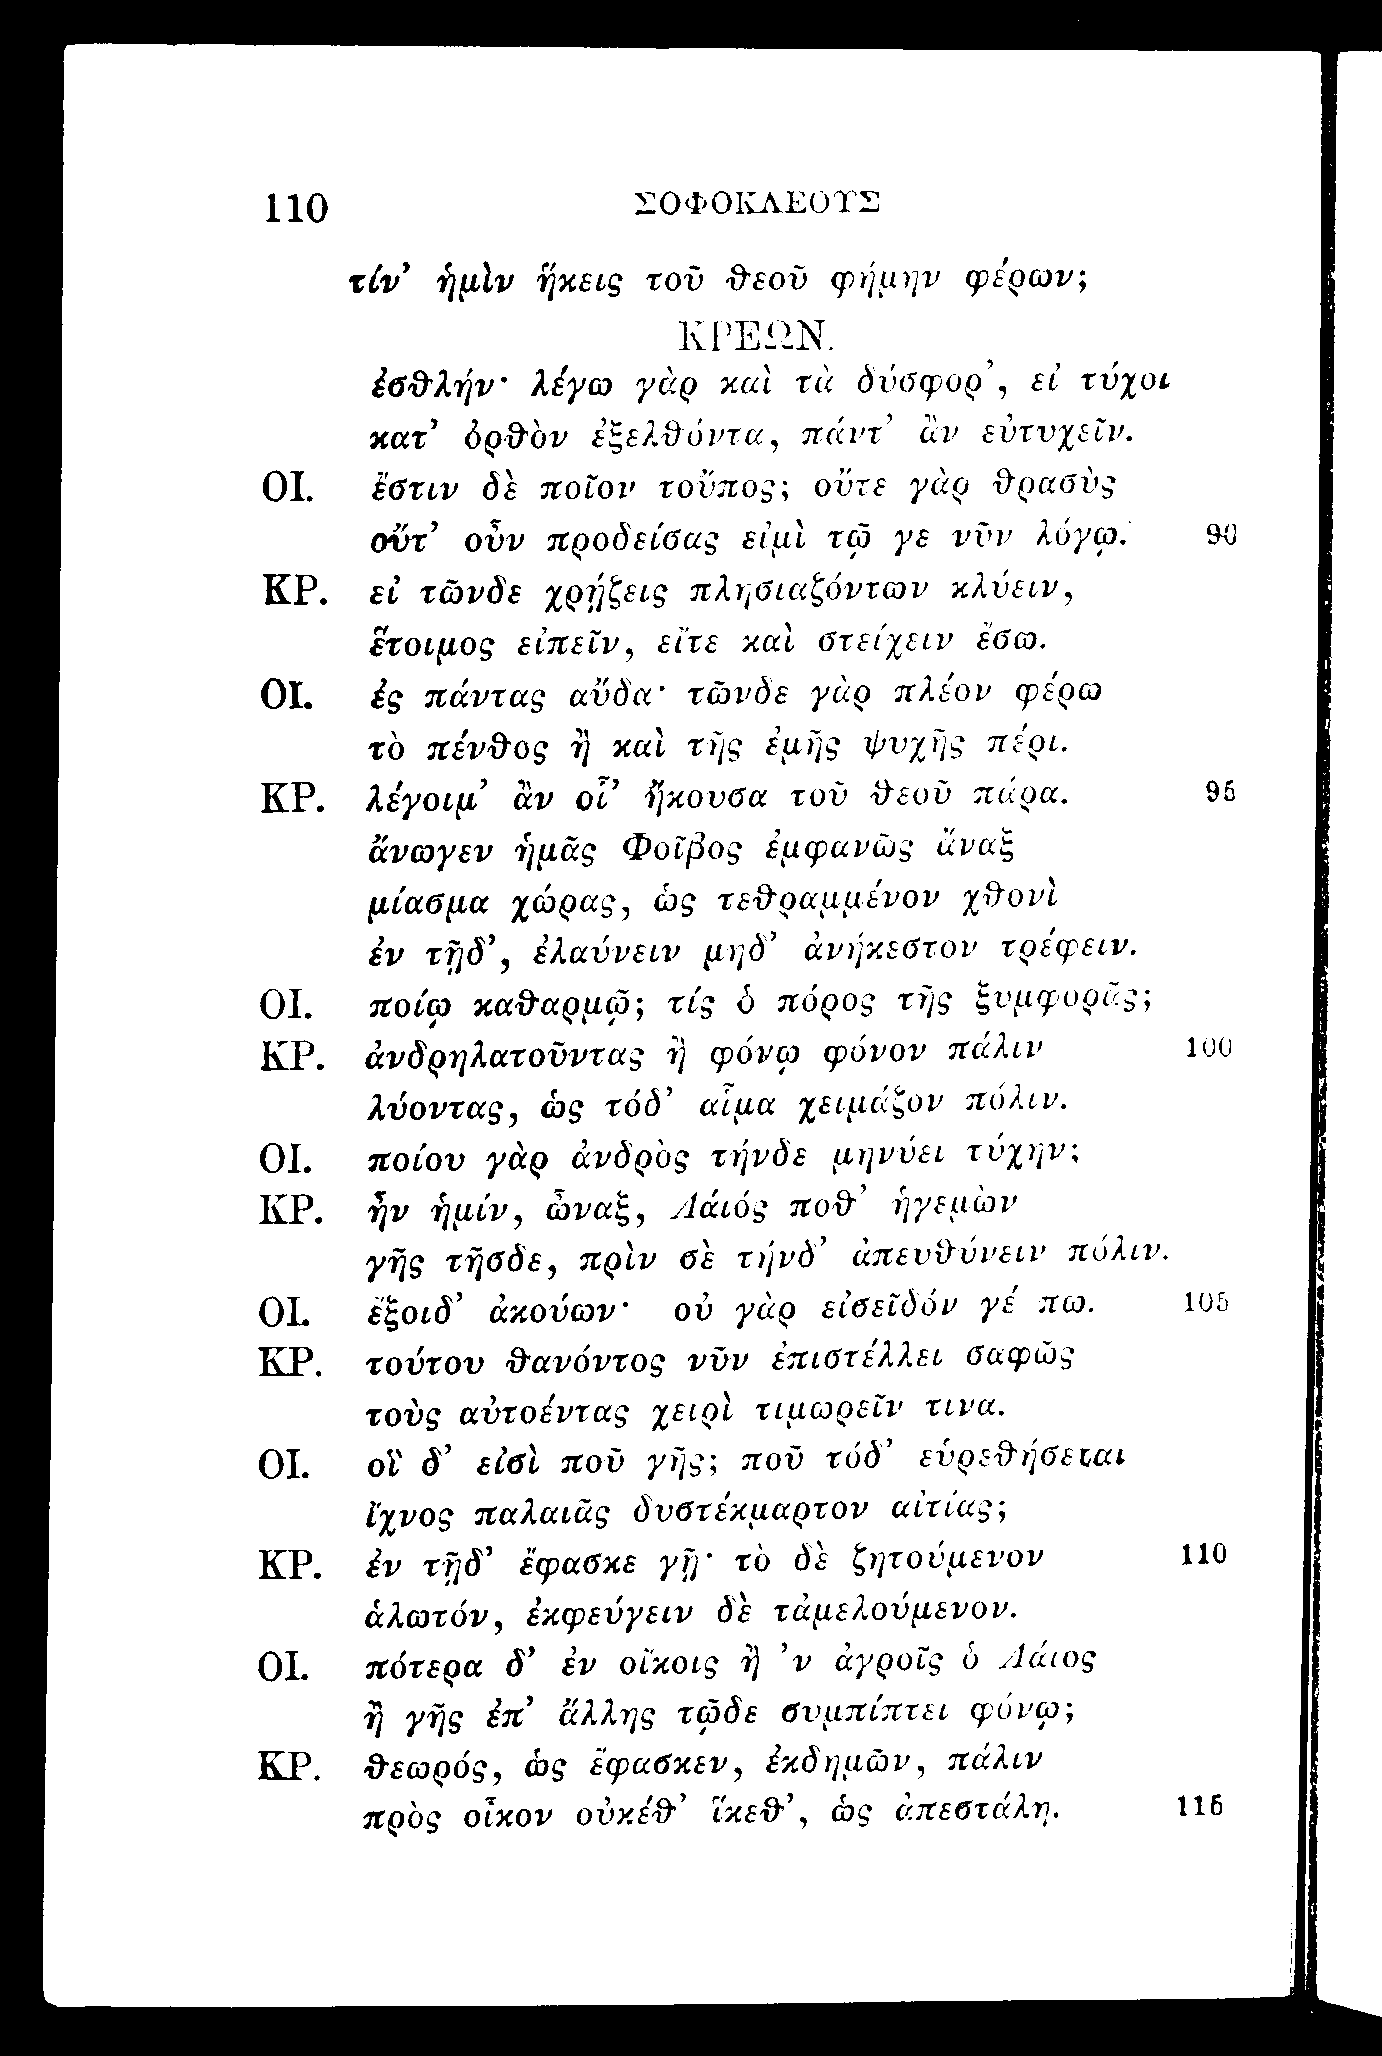 110 ΣΟΦΟΚΛΕΟΥΣ
τίν’ ἡμὶν ἥκεις τοῦ ϑεοῦ φήμην φέρων;
ΚΡΕΩΝ.
ἐσϑλήν· λέγω γὰρ καὶ τὰ δύσφορ’, εἰ τύχοι
κατ’ ὀρϑὸν ἐξελϑόντα, πάντ’ ἂν εὐτυχεῖν.
ΟΙ. ἔστιν δὲ ποῖον τοὔπος; οὔτε γὰρ ϑρασὺς
οὔτ’ οὖν προδείσας εἰμὶ τῷ γε νῦν λόγῳ. 90
ΚΡ. εἰ τῶνδε χρῄζεις πλησιαζόντων κλύειν,
ἕτοιμος εἰπεῖν, εἴτε καὶ στείχειν ἔσω.
ΟΙ. ἐς πάντας αὔδα· τῶνδε γὰρ πλέον φέρω
τὸ πένϑος ἢ καὶ τῆς ἐμῆς ψυχῆς πέρι.
ΚΡ. λέγοιμ’ ἂν οἷ’ ἤκουσα τοῦ ϑεοῦ πάρα. 95
ἄνωγεν ἡμᾶς Φοῖβος ἐμφανῶς ἄναξ
μίασμα χώρας, ὡς τεϑραμμένον χϑονὶ
ἐν τῇδ’, ἐλαύνειν μηδ’ ἀνήκεστον τρέφειν.
ΟΙ. ποίῳ καϑαρμῷ; τίς ὁ πόρος τῆς ξυμφορᾶς;
ΚΡ. ἀνδρηλατοῦντας ἢ φόνῳ φόνον πάλιν 100
λύοντας, ὡς τόδ’ αἷμα χειμάζον πόλιν.
ΟΙ. ποίου γὰρ ἀνδρὸς τήνδε μηνύει τύχην;
ΚΡ. ἦν ἡμίν, ὦναξ, Λάιός ποϑ’ ἡγεμὼν
γῆς τῆσδε, πρὶν σὲ τήνδ’ ἀπευϑύνειν πόλιν.
ΟΙ. ἔξοιδ’ ἀκούων· οὐ γὰρ εἰσεῖδόν γέ πω. 105
ΚΡ. τούτου ϑανόντος νῦν ἐπιστέλλει σαφῶς
τοὺς αὐτοέντας χειρὶ τιμωρεῖν τινα.
ΟΙ. οἳ δ’ εἰσὶ ποῦ γῆς; ποῦ τόδ’ εὑρεϑήσεται
ἴχνος παλαιᾶς δυστέκμαρτον αἰτίας;
ΚΡ. ἐν τῇδ’ ἔφασκε γῇ· τὸ δὲ ζητούμενον 110
ἁλωτόν, ἐκφεύγειν δὲ τἀμελούμενον.
ΟΙ. πότερα δ’ ἐν οἴκοις ἢ ’ν ἀγροῖς ὁ Λάιος
ἢ γῆς ἐπ’ ἄλλης τῷδε συμπίπτει φόνῳ;
ΚΡ. ϑεωρός, ὡς ἔφασκεν, ἐκδημῶν, πάλιν
πρὸς οἶκον οὐκέϑ’ ἵκεϑ’, ὡς ἀπεστάλη. 115